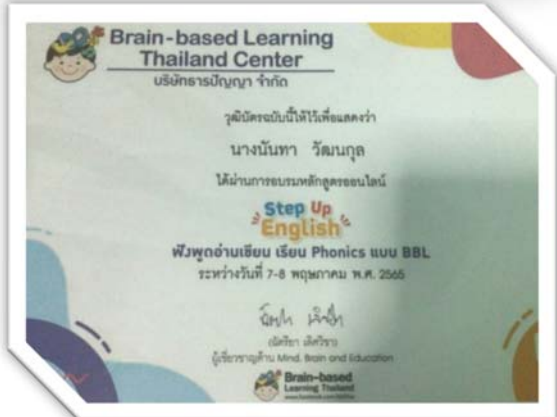 Brain-based Learning
Thailand Center
บริษัทธารปัญญา จำกัด
วุฒิบัตรฉบับนี้ให้ไว้เพื่อแสดงว่า
นางนันทา วัฒนกุล
ได้ผ่านการอบรมหลักสูตรออนไลน์
Step Up
English
ฟังพูดอ่านเขียน เรียน Phonics แบบ BBL
ระหว่างวันที่ 7-8 พฤษภาคม พ.ศ. 2565
ผู้เชี่ยวชาญด้าน Mind, Brain and Education
Brain-based
Learning Thailand